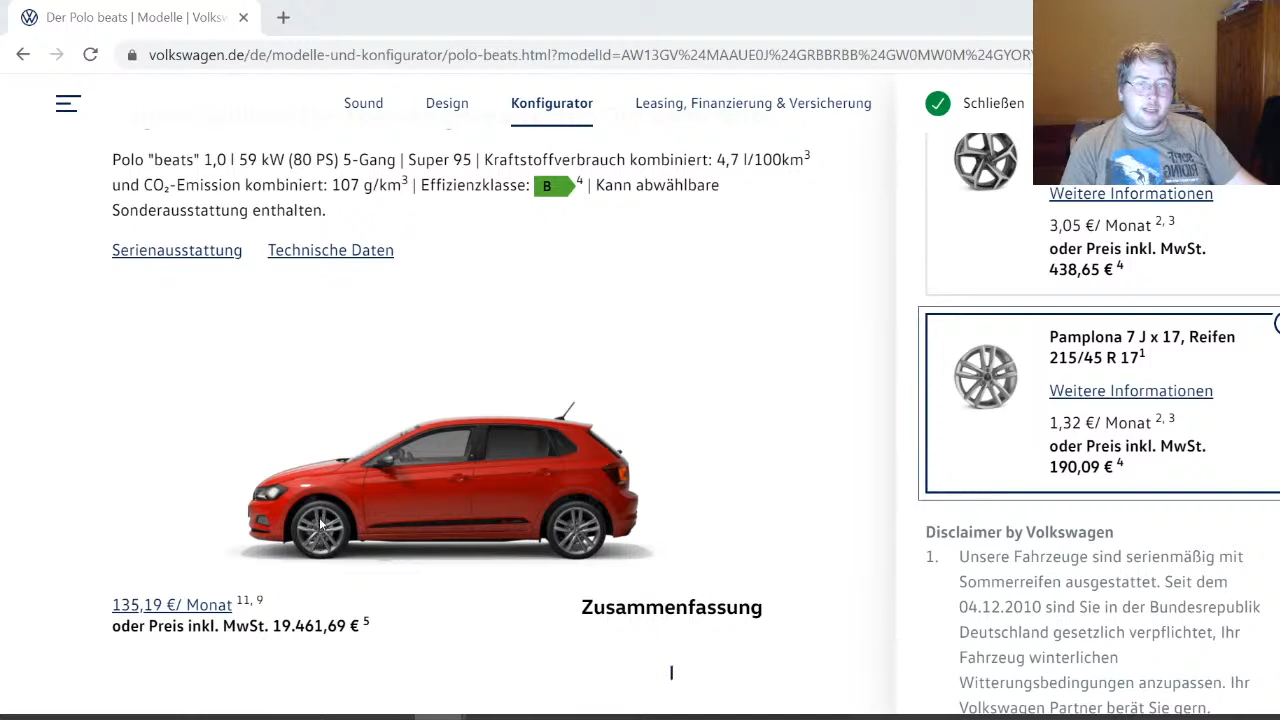 Der Polo beats | Modelle | Volksw
volkswagen.de/de/modelle-und-konfigurator/polo-beats.html?modelId=AW13GV%24MAAUE0J%24GRBBRBB%24GW0MW0M%24GYOR
Sound Design Konfigurator Leasing, Finanzierung & Versicherung
Schließen
Polo "beats" 1,0 l 59 kW (80 PS) 5-Gang | Super 95 | Kraftstoffverbrauch kombiniert: 4,7 l/100km³
und CO₂-Emission kombiniert: 107 g/km³ | Effizienzklasse: B ⁴ | Kann abwählbare
Sonderausstattung enthalten.
Serienausstattung Technische Daten
135,19 €/ Monat 11, 9
oder Preis inkl. MwSt. 19.461,69 € ⁵
Zusammenfassung
Weitere Informationen
3,05 €/ Monat 2, 3
oder Preis inkl. MwSt.
438,65 € ⁴
Pamplona 7 J x 17, Reifen
215/45 R 17¹
Weitere Informationen
1,32 €/ Monat 2, 3
oder Preis inkl. MwSt.
190,09 € ⁴
Disclaimer by Volkswagen
1. Unsere Fahrzeuge sind serienmäßig mit
Sommerreifen ausgestattet. Seit dem
04.12.2010 sind Sie in der Bundesrepublik
Deutschland gesetzlich verpflichtet, Ihr
Fahrzeug winterlichen
Witterungsbedingungen anzupassen. Ihr
Volkswagen Partner berät Sie gern.